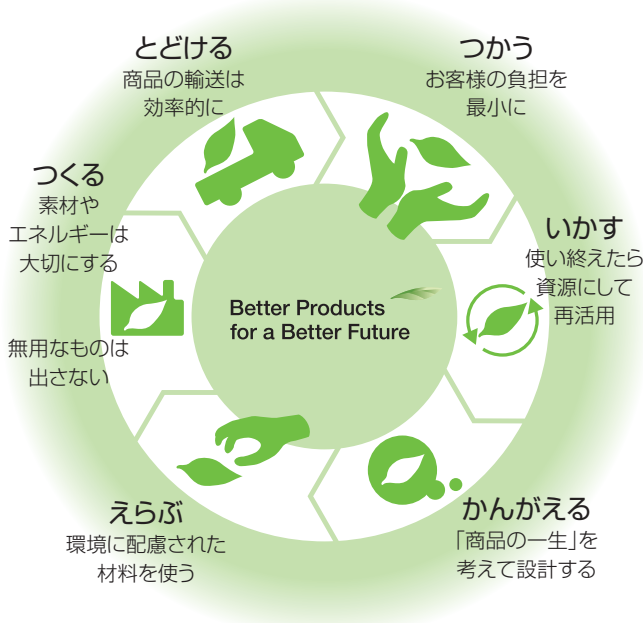 とどける
商品の輸送は
効率的に
つかう
お客様の負担を
最小に
つくる
素材や
エネルギーは
大切にする
無用なものは
出さない
いかす
使い終えたら
資源にして
再活用
Better Products
for a Better Future
えらぶ
環境に配慮された
材料を使う
かんがえる
「商品の一生」を
考えて設計する